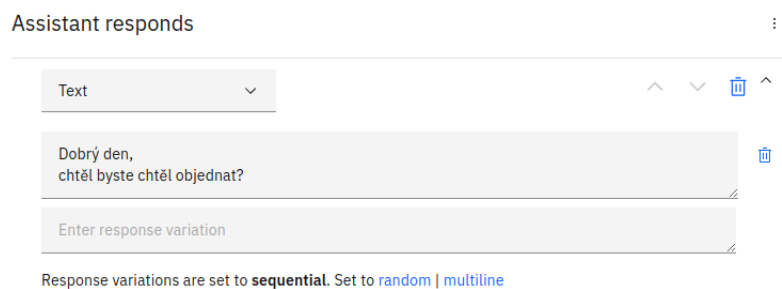 Assistant responds
Text
Dobrý den,
chtěl byste chtěl objednat?
Enter response variation
Response variations are set to sequential. Set to random | multiline